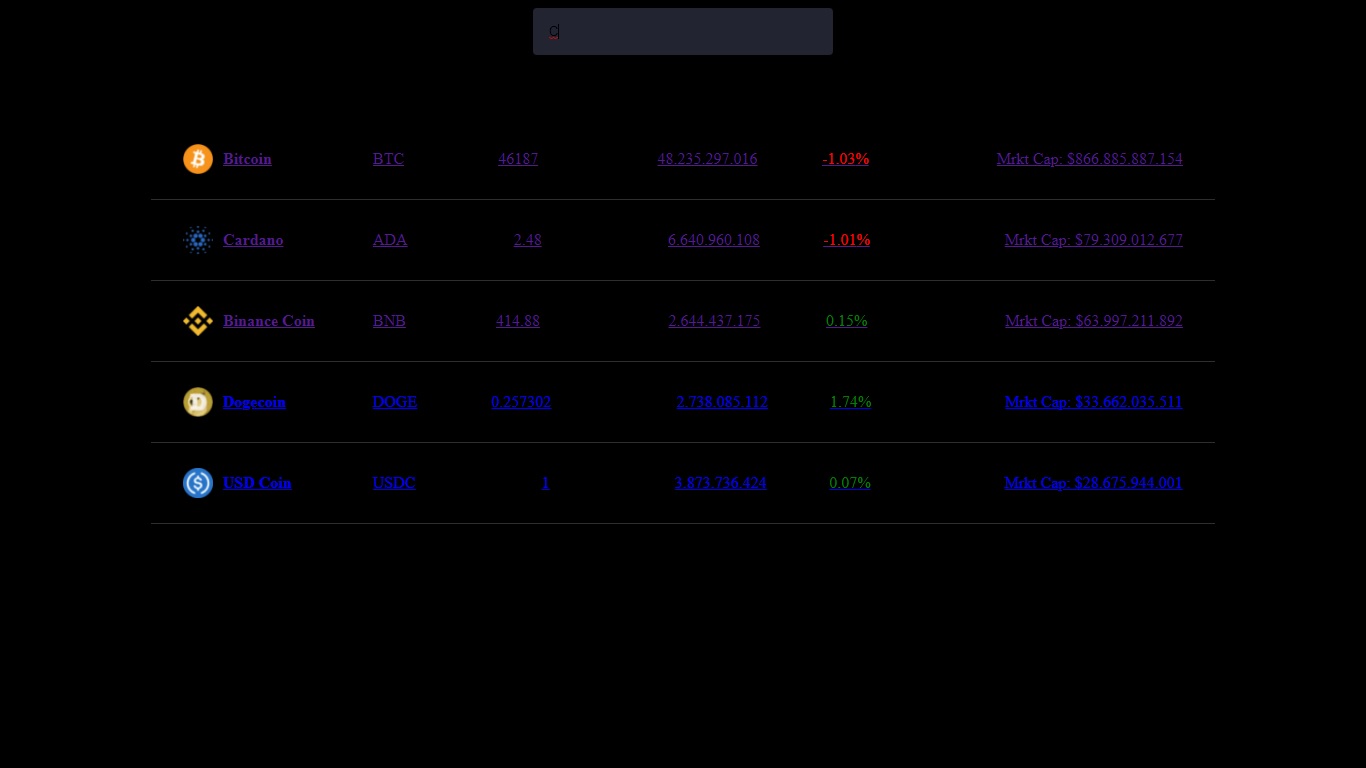 c
Bitcoin BTC 46187 48.235.297.016 -1.03% Mrkt Cap: $866.885.887.154
Cardano ADA 2.48 6.640.960.108 -1.01% Mrkt Cap: $79.309.012.677
Binance Coin BNB 414.88 2.644.437.175 0.15% Mrkt Cap: $63.997.211.892
Dogecoin DOGE 0.257302 2.738.085.112 1.74% Mrkt Cap: $33.662.035.511
USD Coin USDC 1 3.873.736.424 0.07% Mrkt Cap: $28.675.944.001